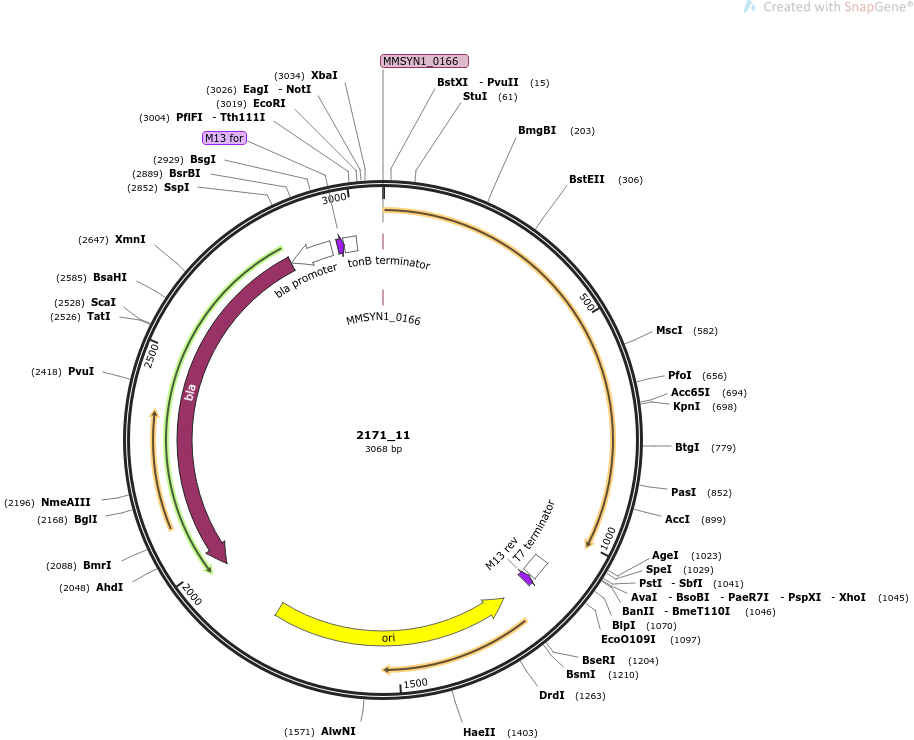 Created with SnapGene®
MMSYN1_0166
(3034) XbaI
(3026) EagI - NotI
(3019) EcoRI
(3004) PflFI - Tth111I
M13 for
(2929) BsgI
(2889) BsrBI
(2852) SspI
(2647) XmnI
(2585) BsaHI
(2528) ScaI
(2526) TatI
(2418) PvuI
(2196) NmeAIII
(2168) BglI
(2088) BmrI
(2048) AhdI
(1571) AlwNI
BstXI - PvuII (15)
StuI (61)
BmgBI (203)
BstEII (306)
MscI (582)
PfoI (656)
Acc65I (694)
KpnI (698)
BtgI (779)
PasI (852)
AccI (899)
AgeI (1023)
SpeI (1029)
PstI - SbfI (1041)
AvaI - BsoBI - PaeR7I - PspXI - XhoI (1045)
BanII - BmeT110I (1046)
BlpI (1070)
EcoO109I (1097)
BseRI (1204)
BsmI (1210)
DrdI (1263)
HaeII (1403)
500
1000
1500
2000
2500
3000
bla promoter
tonB terminator
MMSYN1_0166
bla
2171_11
3068 bp
M13 rev
T7 terminator
ori